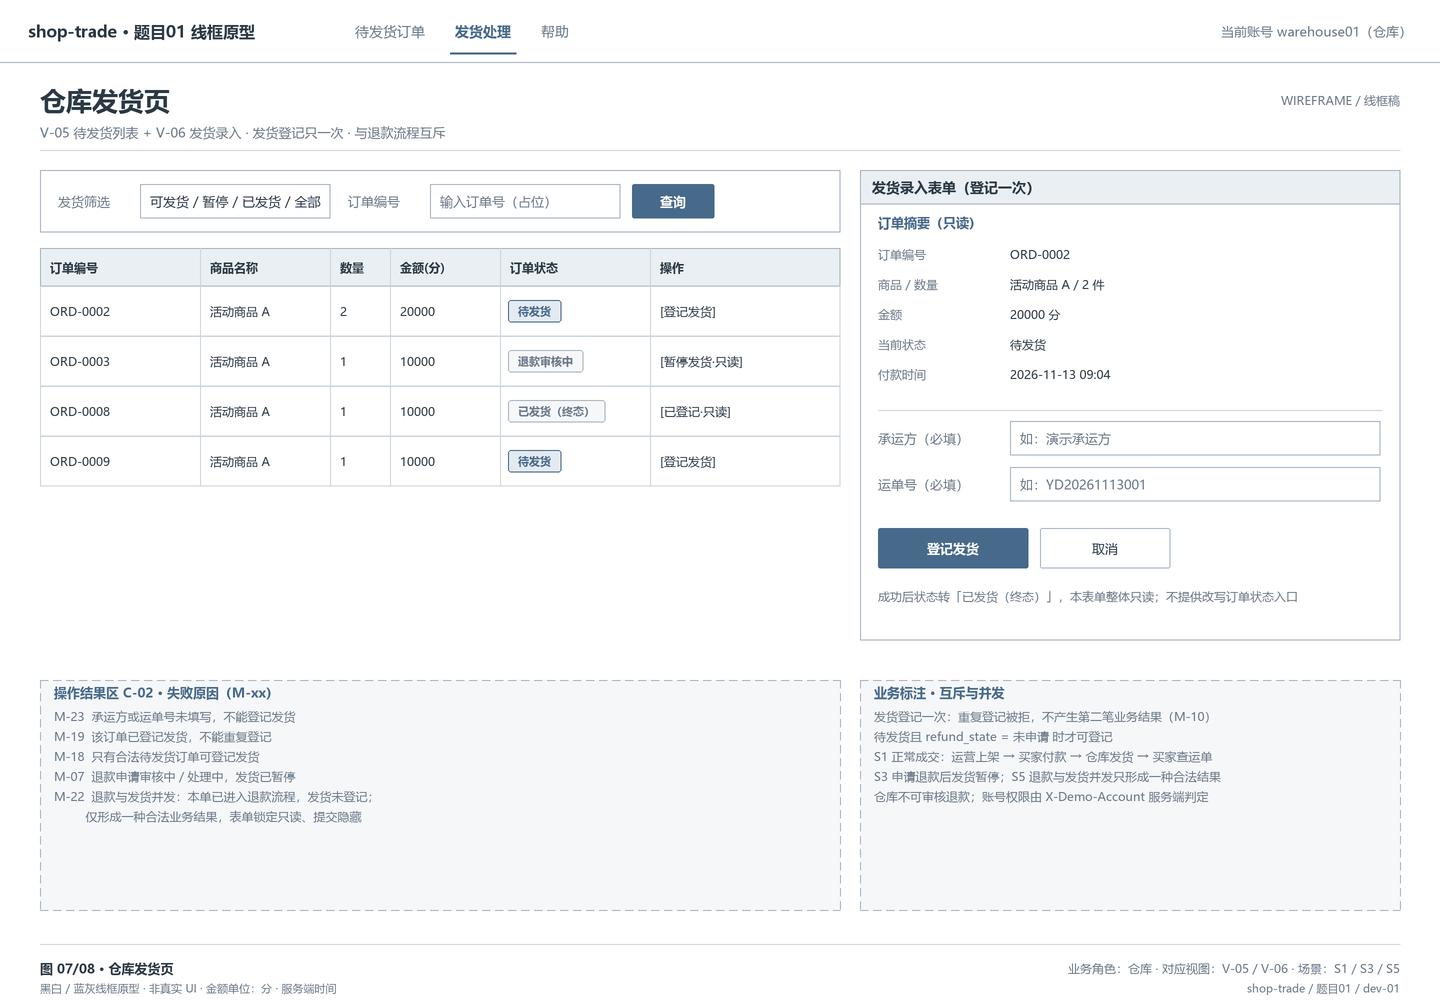 shop-trade • 题目01 线框原型
待发货订单
发货处理
帮助
当前账号 warehouse01（仓库）
仓库发货页
WIREFRAME / 线框稿
V-05 待发货列表 + V-06 发货录入 · 发货登记只一次 · 与退款流程互斥
发货筛选
可发货 / 暂停 / 已发货 / 全部
订单编号
输入订单号（占位）
查询
订单编号 商品名称 数量 金额(分) 订单状态 操作
ORD-0002 活动商品 A 2 20000 待发货 [登记发货]
ORD-0003 活动商品 A 1 10000 退款审核中 [暂停发货·只读]
ORD-0008 活动商品 A 1 10000 已发货（终态） [已登记·只读]
ORD-0009 活动商品 A 1 10000 待发货 [登记发货]
发货录入表单（登记一次）
订单摘要（只读）
订单编号 ORD-0002
商品 / 数量 活动商品 A / 2 件
金额 20000 分
当前状态 待发货
付款时间 2026-11-13 09:04
承运方（必填） 如：演示承运方
运单号（必填） 如：YD20261113001
登记发货
取消
成功后状态转「已发货（终态）」，本表单整体只读；不提供改写订单状态入口
操作结果区 C-02 • 失败原因（M-xx）
M-23 承运方或运单号未填写，不能登记发货
M-19 该订单已登记发货，不能重复登记
M-18 只有合法待发货订单可登记发货
M-07 退款申请审核中 / 处理中，发货已暂停
M-22 退款与发货并发：本单已进入退款流程，发货未登记；
仅形成一种合法业务结果，表单锁定只读、提交隐藏
业务标注 • 互斥与并发
发货登记一次：重复登记被拒，不产生第二笔业务结果（M-10）
待发货且 refund_state = 未申请 时才可登记
S1 正常成交：运营上架 → 买家付款 → 仓库发货 → 买家查运单
S3 申请退款后发货暂停；S5 退款与发货并发只形成一种合法结果
仓库不可审核退款；账号权限由 X-Demo-Account 服务端判定
图 07/08 • 仓库发货页
黑白 / 蓝灰线框原型 · 非真实 UI · 金额单位：分 · 服务端时间
业务角色：仓库 · 对应视图：V-05 / V-06 · 场景：S1 / S3 / S5
shop-trade / 题目01 / dev-01